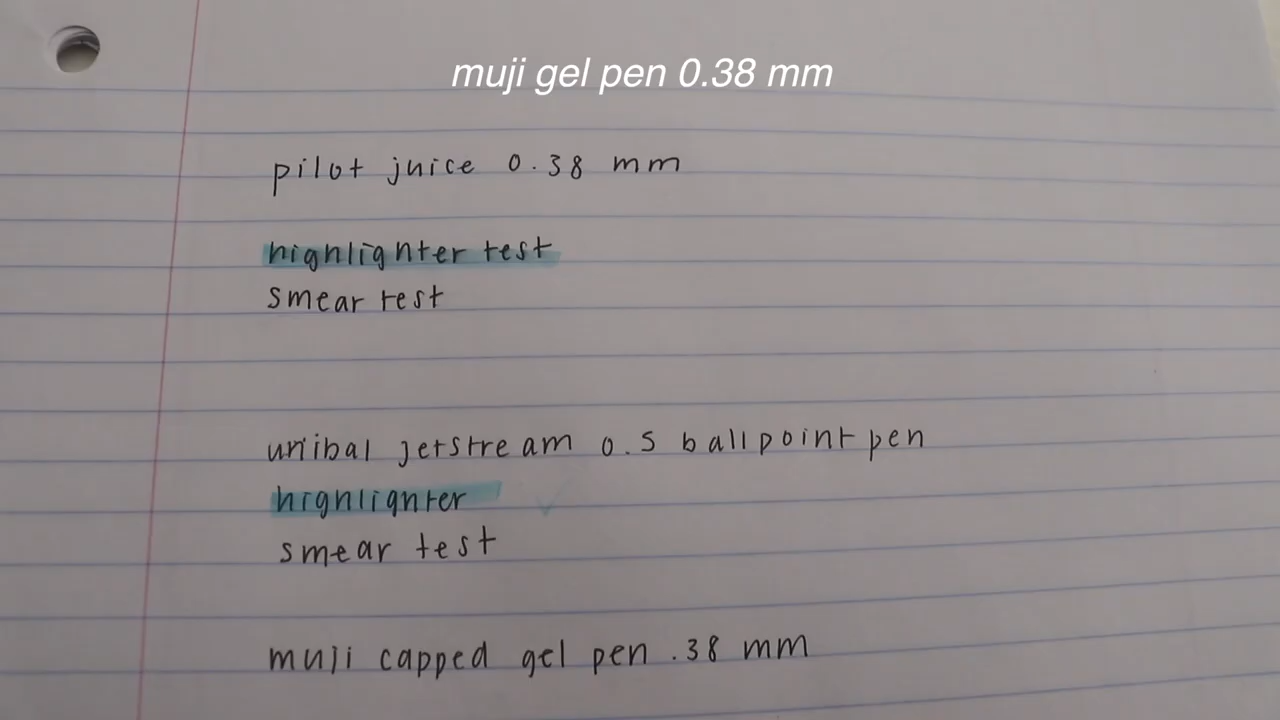 muji gel pen 0.38 mm
pilot juice 0.38 mm
highlighter test
smear test
unibal jetstream 0.5 ballpoint pen
highlighter
smear test
muji capped gel pen .38 mm